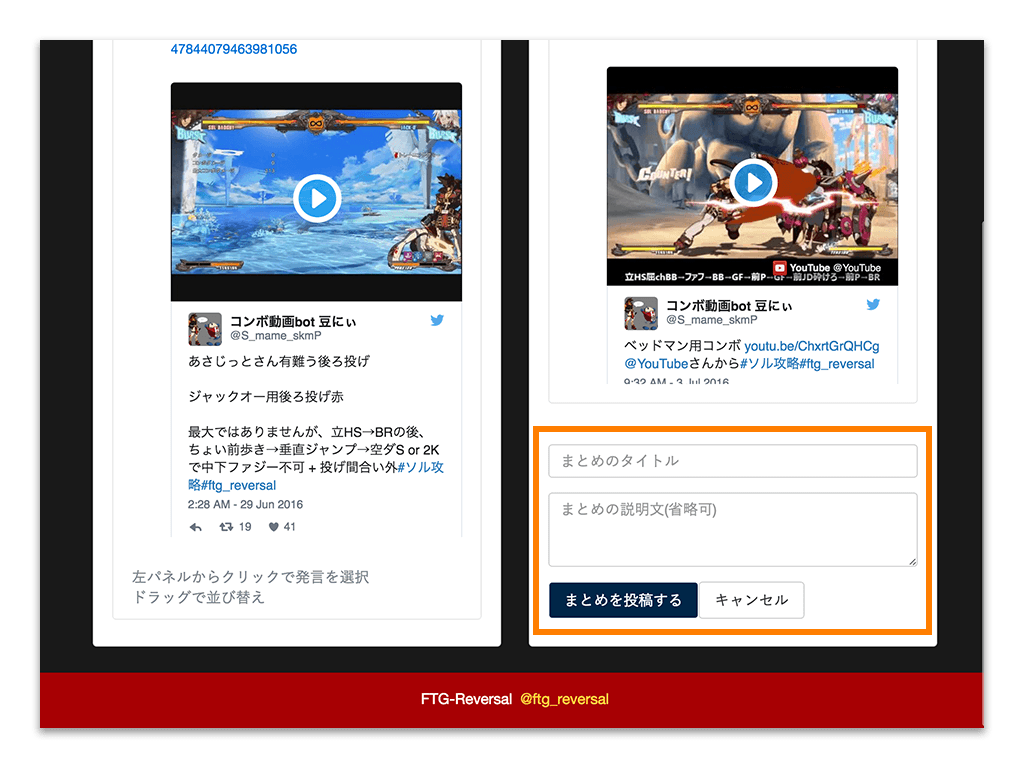 47844079463981056
SOL BADGUY
JACK-O
BURST
BURST
コンボ動画bot 豆にぃ
@S_mame_skmP
あさじっとさん有難う後ろ投げ
ジャックオー用後ろ投げ赤
最大ではありませんが、立HS→BRの後、
ちょい前歩き→垂直ジャンプ→空ダS or 2K
で中下ファジー不可 + 投げ間合い外#ソル攻
略#ftg_reversal
2:28 AM - 29 Jun 2016
19
41
左パネルからクリックで発言を選択
ドラッグで並び替え
SOL BADGUY
BEDMAN
BURST
BURST
COUNTER!
YouTube @YouTube
立HS屈chBB→ファフ→BB→GF→前P→GF→前JD砕けろ→前P→BR
コンボ動画bot 豆にぃ
@S_mame_skmP
ベッドマン用コンボ youtu.be/ChxrtGrQHCg
@YouTubeさんから#ソル攻略#ftg_reversal
9:32 AM - 3 Jul 2016
まとめのタイトル
まとめの説明文(省略可)
まとめを投稿する
キャンセル
FTG-Reversal @ftg_reversal